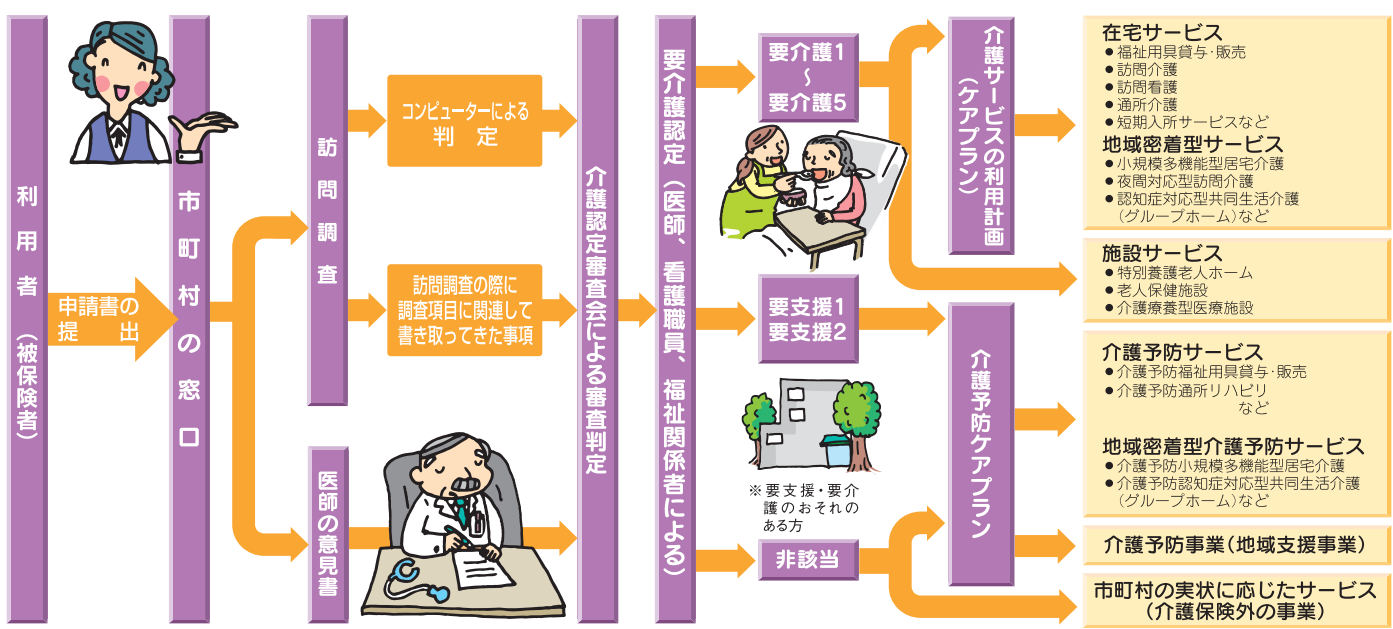 利用者（被保険者）
申請書の
提　出
市町村の窓口
訪問調査
医師の意見書
コンピューターによる
判　定
訪問調査の際に
調査項目に関連して
書き取ってきた事項
介護認定審査会による審査判定
要介護認定（医師、看護職員、福祉関係者による）
要介護1
〜
要介護5
要支援1
要支援2
※要支援・要介
護のおそれの
ある方
非該当
介護サービスの利用計画
（ケアプラン）
介護予防ケアプラン
在宅サービス
●福祉用具貸与・販売
●訪問介護
●訪問看護
●通所介護
●短期入所サービスなど
地域密着型サービス
●小規模多機能型居宅介護
●夜間対応型訪問介護
●認知症対応型共同生活介護
（グループホーム）など
施設サービス
●特別養護老人ホーム
●老人保健施設
●介護療養型医療施設
介護予防サービス
●介護予防福祉用具貸与・販売
●介護予防通所リハビリ
など
地域密着型介護予防サービス
●介護予防小規模多機能型居宅介護
●介護予防認知症対応型共同生活介護
（グループホーム）など
介護予防事業（地域支援事業）
市町村の実状に応じたサービス
（介護保険外の事業）